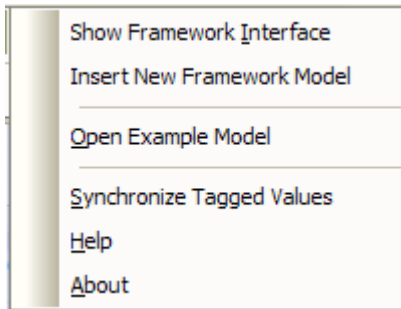 Show Framework Interface
Insert New Framework Model
Open Example Model
Synchronize Tagged Values
Help
About